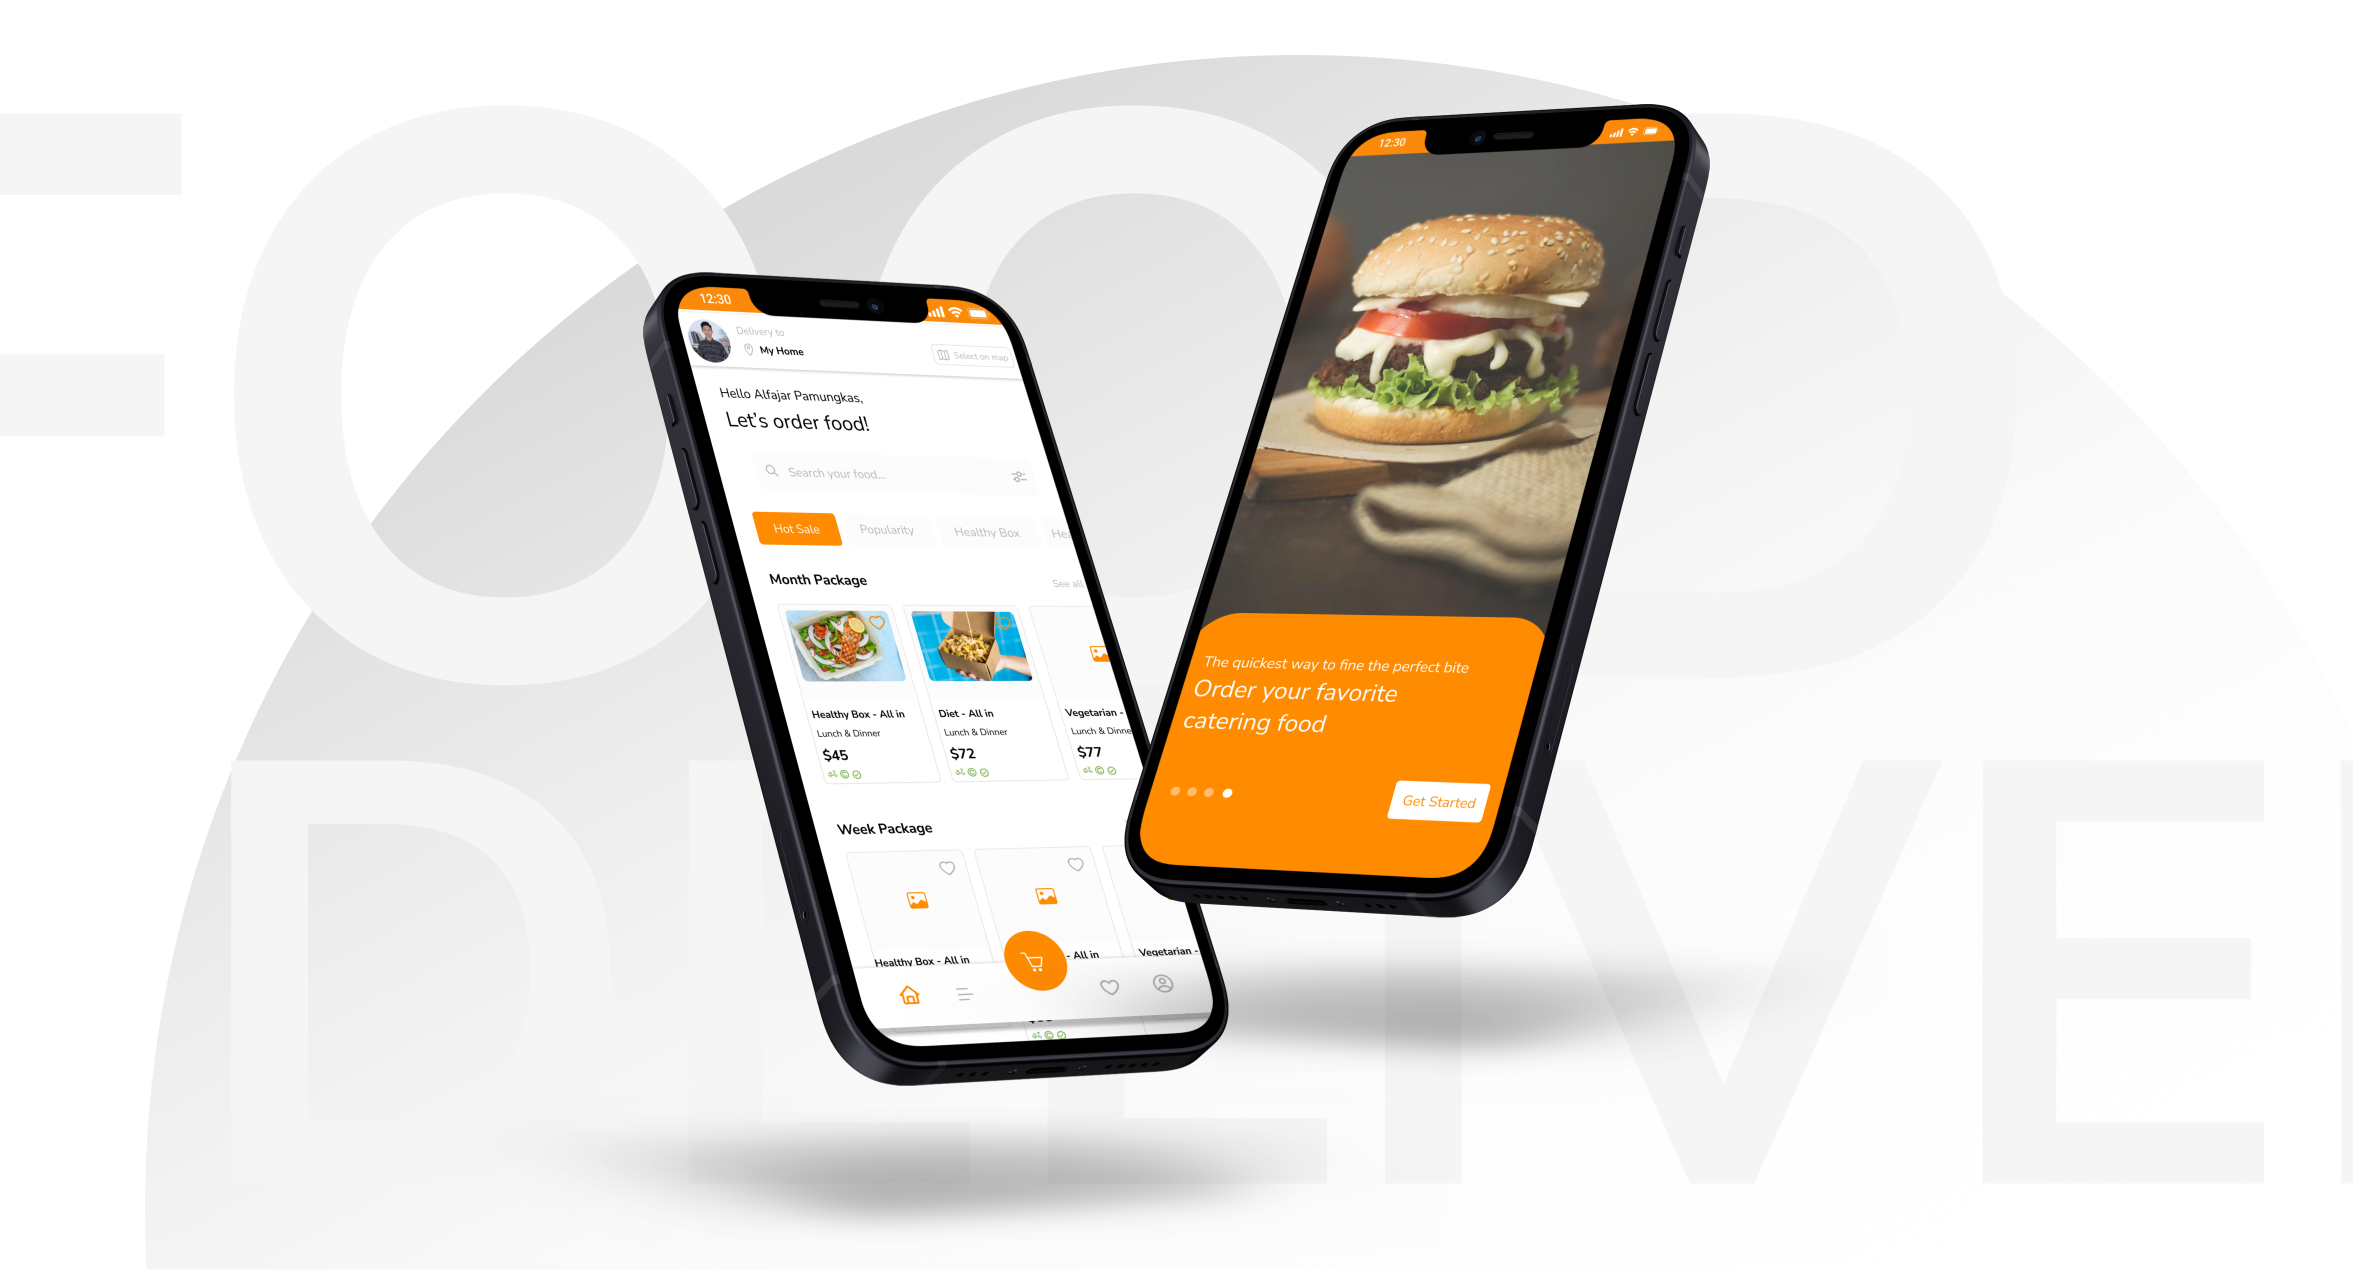 FOOD
DELIVE
12:30
Delivery to
My Home
Select on map
Hello Alfajar Pamungkas,
Let's order food!
Search your food...
Hot Sale
Popularity
Healthy Box
Hea
Month Package
See all
Healthy Box - All in
Lunch & Dinner
$45
Diet - All in
Lunch & Dinner
$72
Vegetarian -
Lunch & Dinne
$77
Week Package
Healthy Box - All in
- All in
Vegetarian -
12:30
The quickest way to fine the perfect bite
Order your favorite
catering food
Get Started